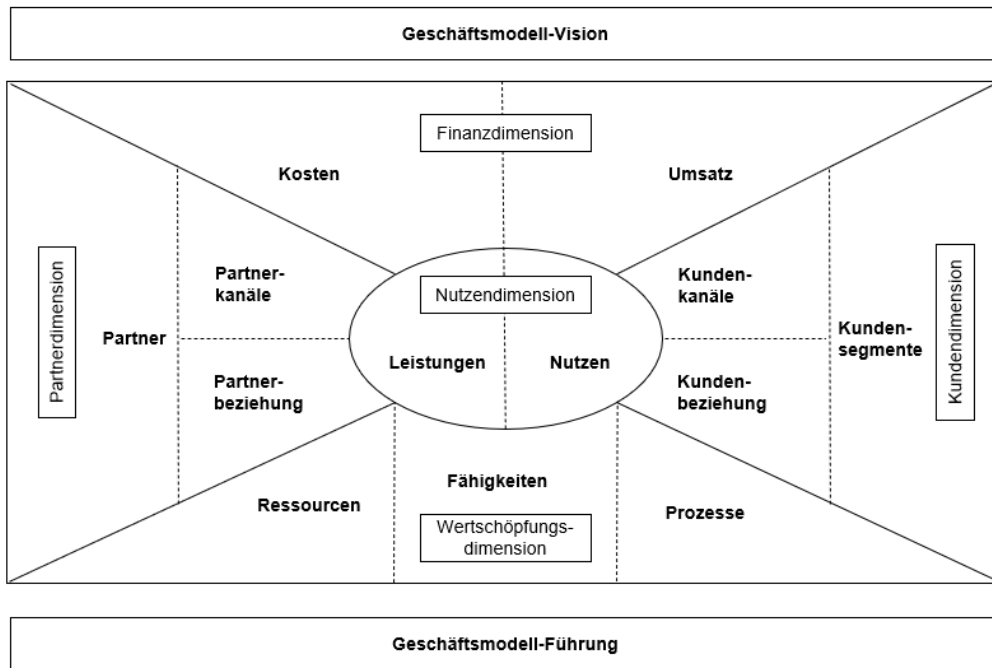 Geschäftsmodell-Vision
Finanzdimension
Kosten
Umsatz
Partnerdimension
Partner
Partner-
kanäle
Partner-
beziehung
Nutzendimension
Leistungen
Nutzen
Kunden-
kanäle
Kunden-
beziehung
Kunden-
segmente
Kundendimension
Ressourcen
Fähigkeiten
Prozesse
Wertschöpfungs-
dimension
Geschäftsmodell-Führung